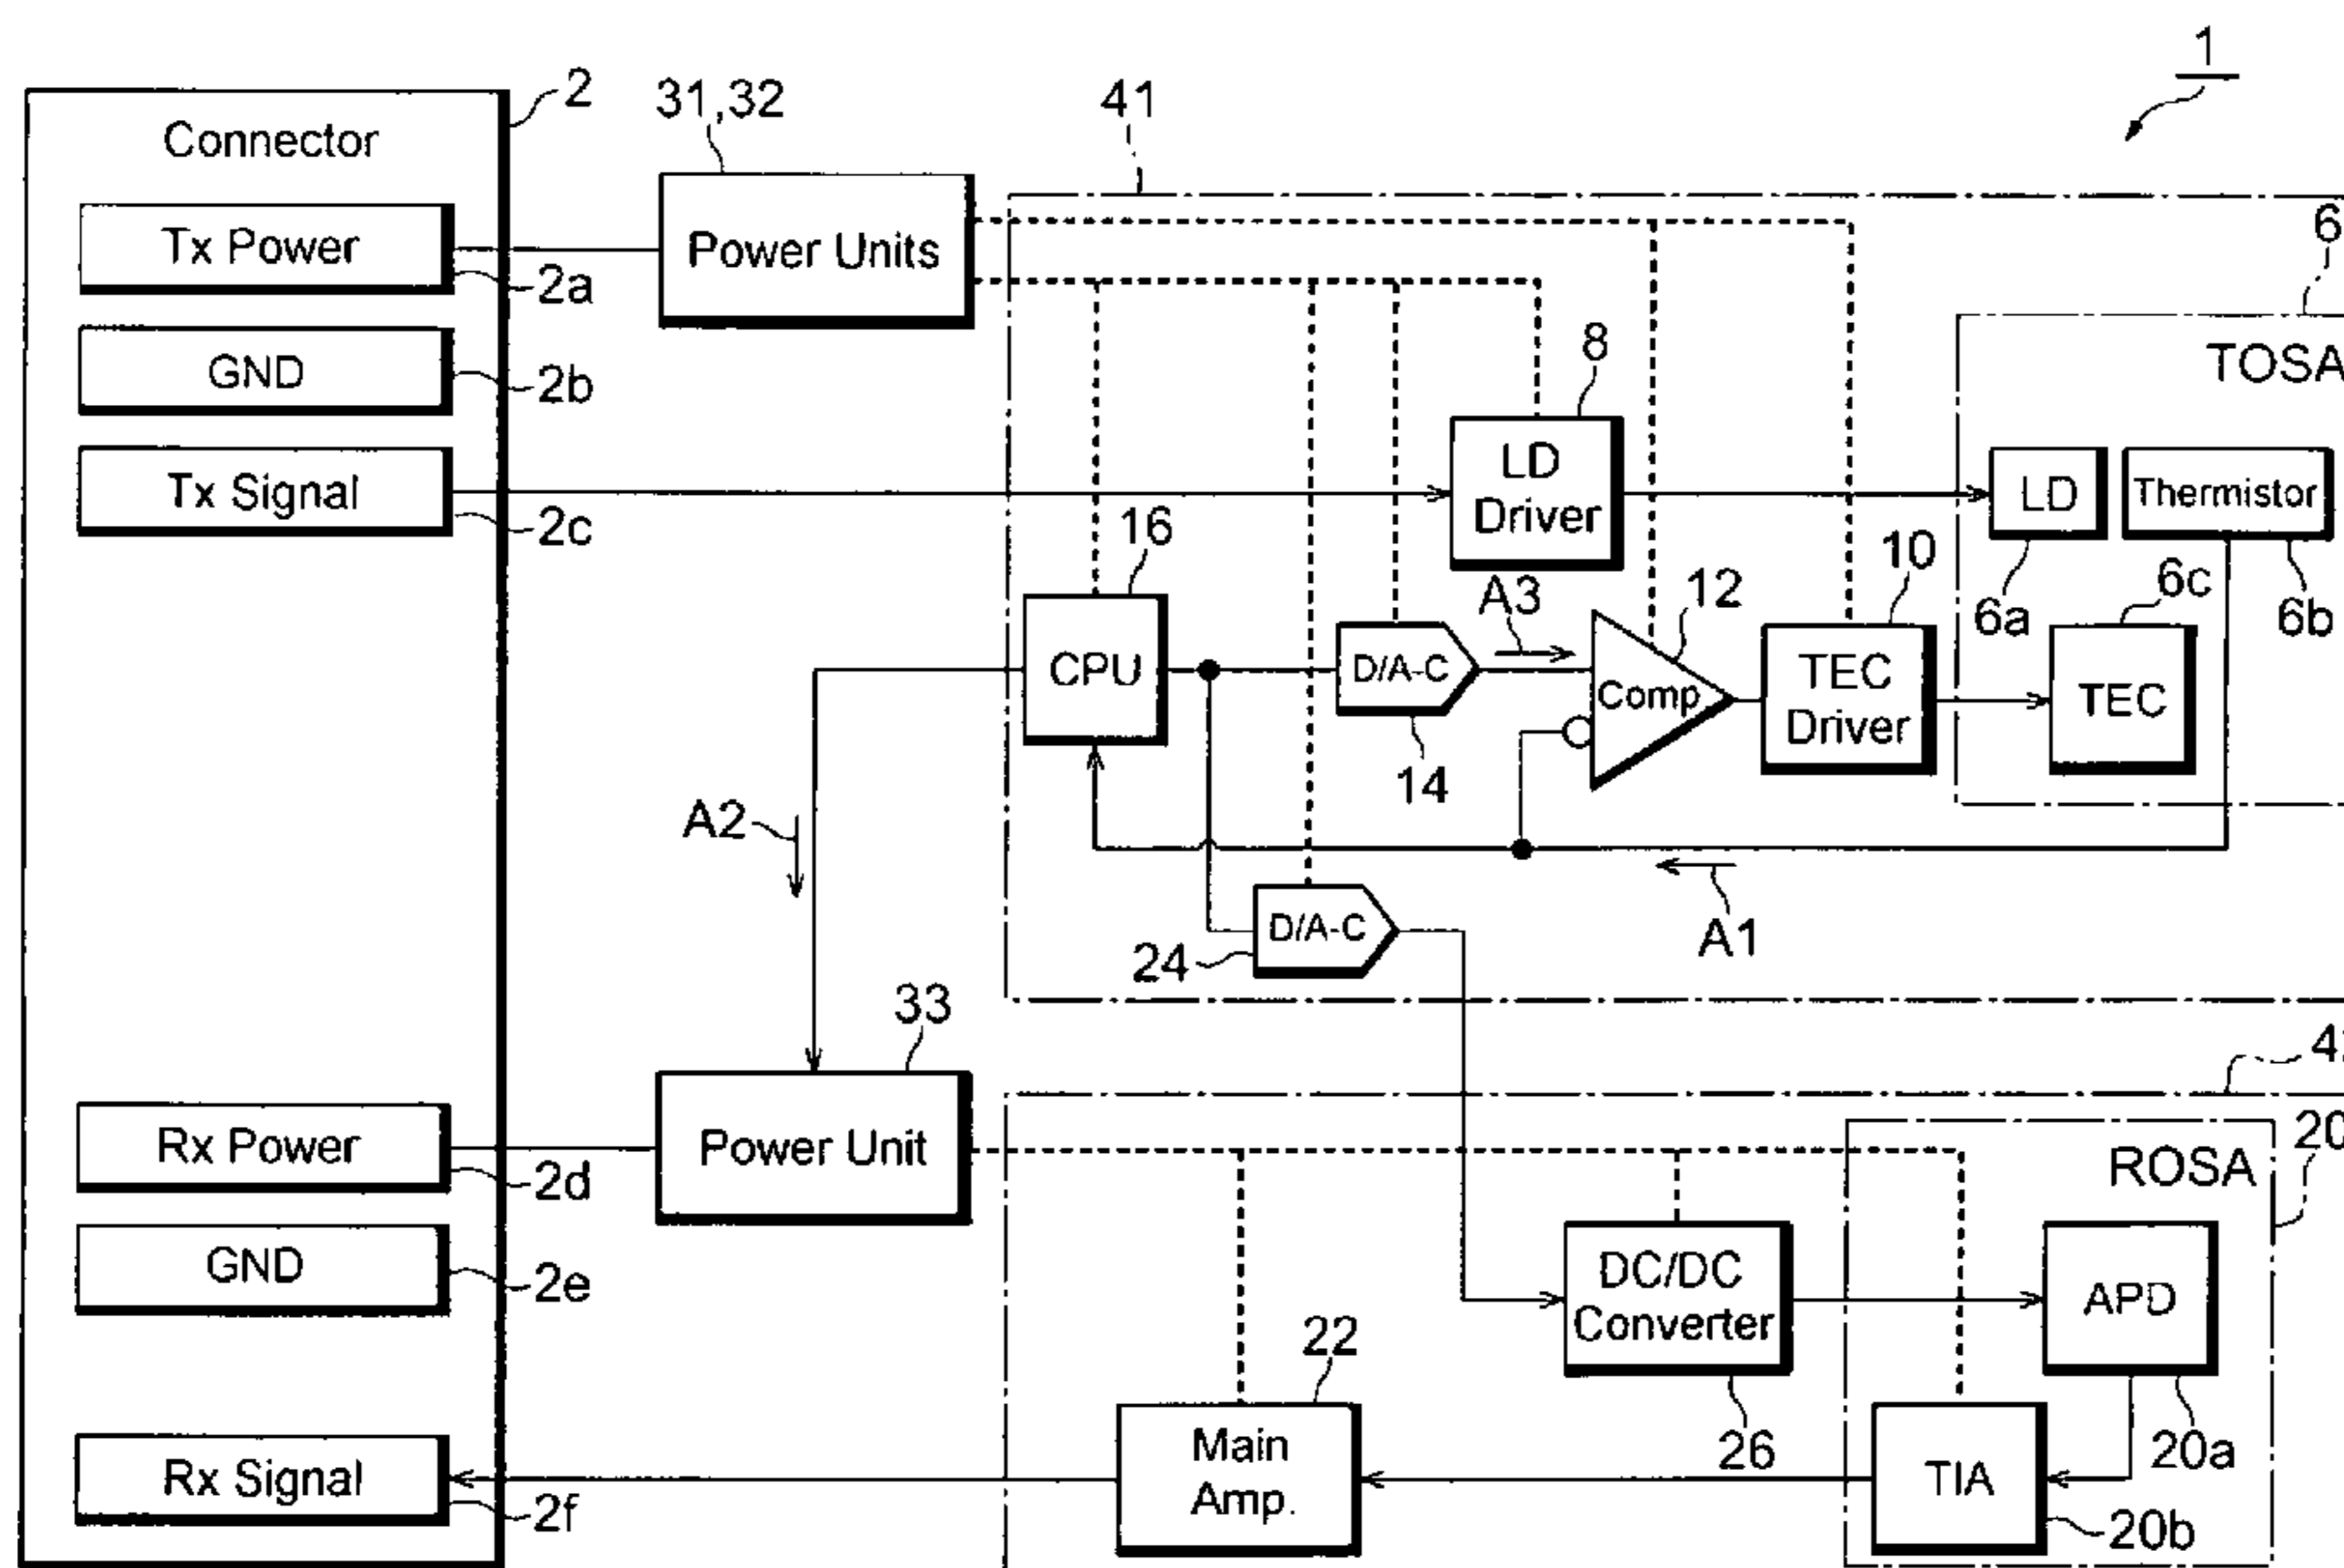 1
2
Connector
31,32
41
Tx Power
2a
Power Units
6
GND
2b
8
TOSA
Tx Signal
2c
LD
Driver
LD
Thermistor
16
10
A3
12
6a
6c
6b
CPU
D/A-C
Comp
TEC
Driver
TEC
14
A2
A1
D/A-C
24
33
Rx Power
2d
Power Unit
20
ROSA
GND
2e
DC/DC
Converter
APD
22
26
20a
Main
Amp.
TIA
Rx Signal
2f
20b